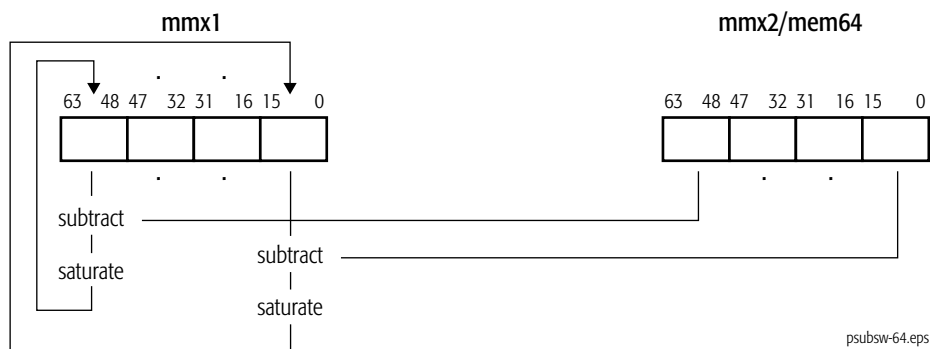 mmx1 mmx2/mem64
. .
63 48 47 32 31 16 15 0 63 48 47 32 31 16 15 0
. . . .
subtract
subtract
saturate
saturate
psubsw-64.eps